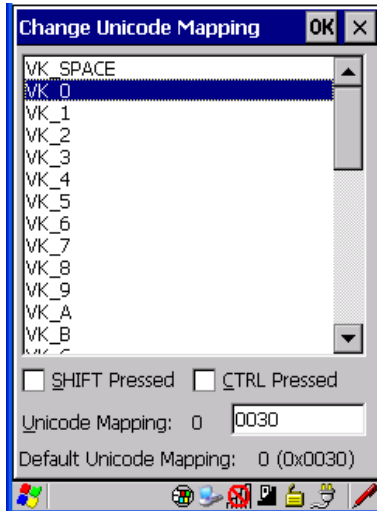 Change Unicode Mapping OK
VK_SPACE
VK_0
VK_1
VK_2
VK_3
VK_4
VK_5
VK_6
VK_7
VK_8
VK_9
VK_A
VK_B
SHIFT Pressed CTRL Pressed
Unicode Mapping: 0 0030
Default Unicode Mapping: 0 (0x0030)